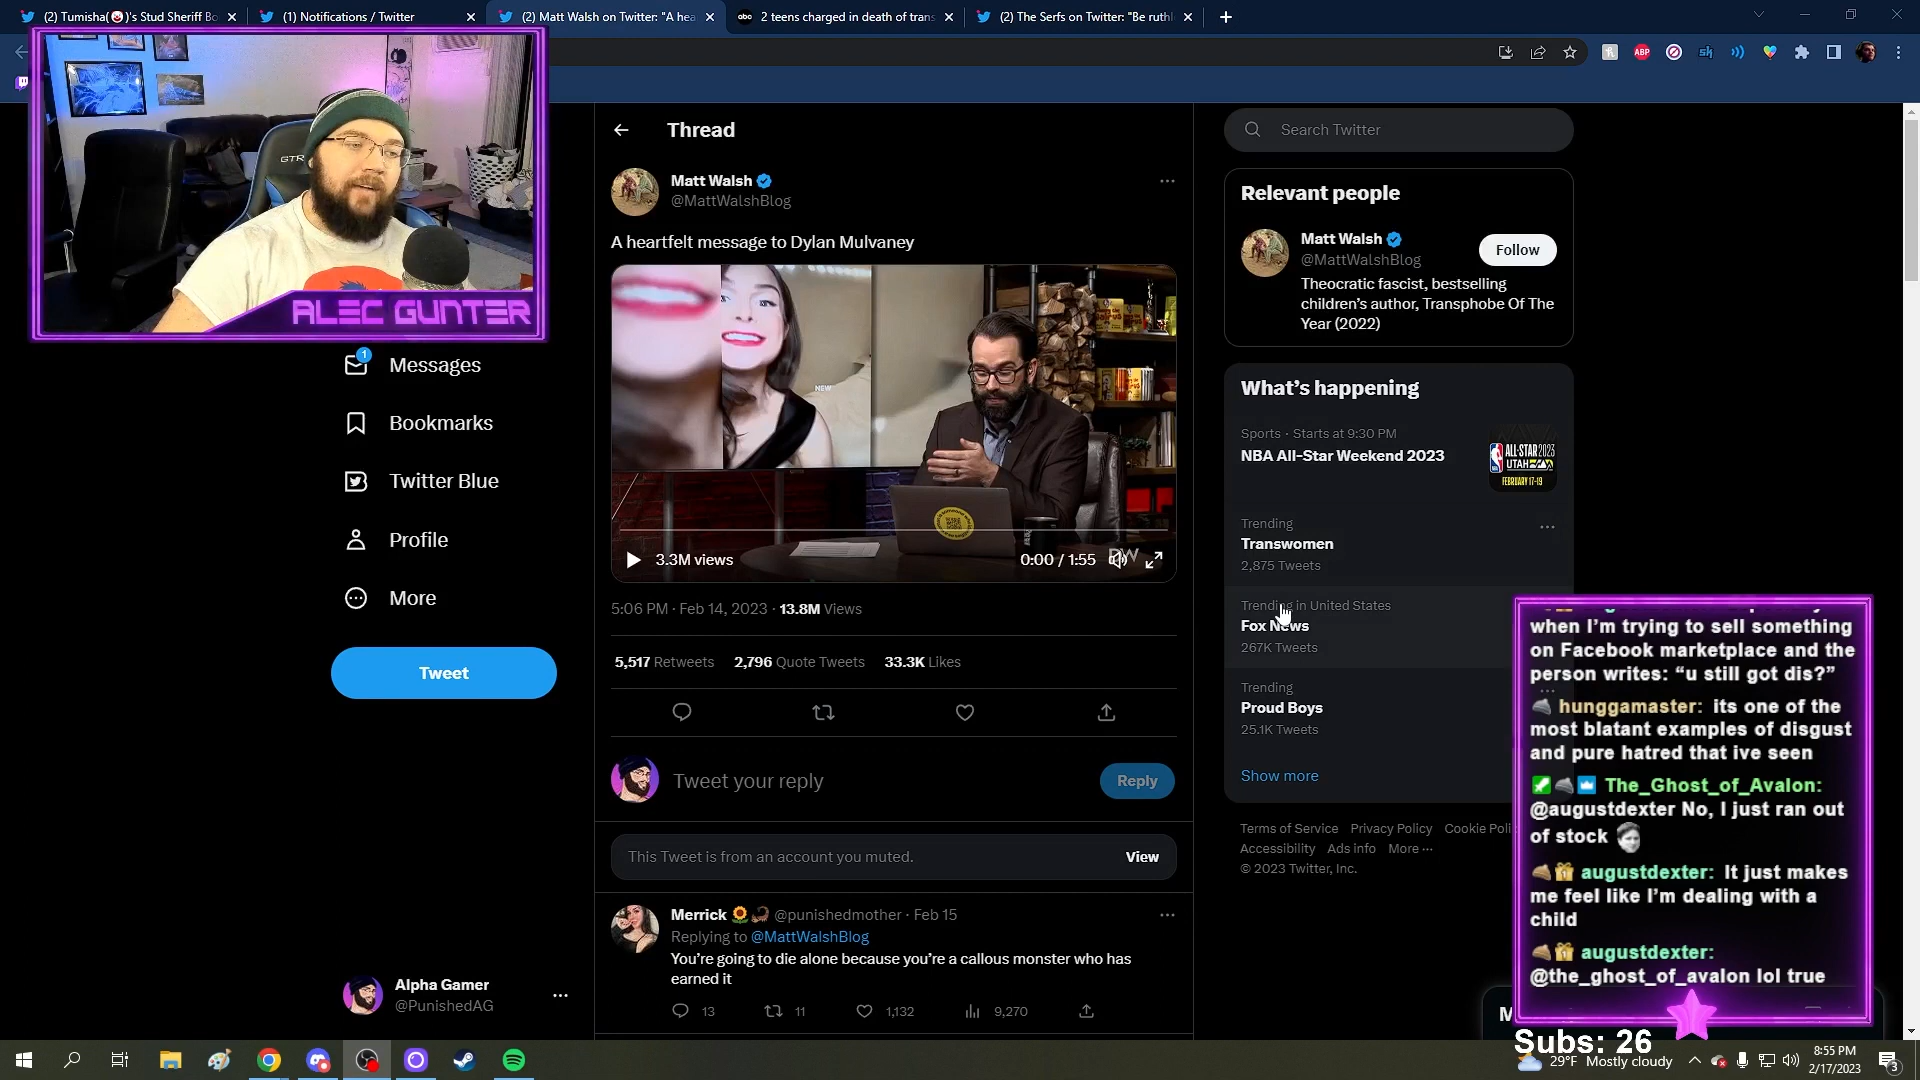 (2) Tumisha(🤡)'s Stud Sheriff Bo
(1) Notifications / Twitter
(2) Matt Walsh on Twitter: "A hea
2 teens charged in death of trans
(2) The Serfs on Twitter: "Be ruthl
ABP
GTR
ALEC GUNTER
Messages
1
Bookmarks
Twitter Blue
Profile
More
Tweet
Alpha Gamer
@PunishedAG
Thread
Matt Walsh
@MattWalshBlog
A heartfelt message to Dylan Mulvaney
NEW
3.3M views
0:00 / 1:55
DW
5:06 PM · Feb 14, 2023 · 13.8M Views
5,517 Retweets 2,796 Quote Tweets 33.3K Likes
Tweet your reply
Reply
This Tweet is from an account you muted.
View
Merrick 🌻🦂 @punishedmother · Feb 15
Replying to @MattWalshBlog
You're going to die alone because you're a callous monster who has
earned it
13 11 1,132 9,270
Search Twitter
Relevant people
Matt Walsh
@MattWalshBlog
Follow
Theocratic fascist, bestselling
children's author, Transphobe Of The
Year (2022)
What's happening
Sports · Starts at 9:30 PM
NBA All-Star Weekend 2023
ALL-STAR 2023
UTAH
FEBRUARY 17-19
Trending
Transwomen
2,875 Tweets
Trending in United States
Fox News
267K Tweets
Trending
Proud Boys
25.1K Tweets
Show more
Terms of Service Privacy Policy Cookie Poli
Accessibility Ads info More ···
© 2023 Twitter, Inc.
when I'm trying to sell something
on Facebook marketplace and the
person writes: "u still got dis?"
hunggamaster: its one of the
most blatant examples of disgust
and pure hatred that ive seen
The_Ghost_of_Avalon:
@augustdexter No, I just ran out
of stock
augustdexter: It just makes
me feel like I'm dealing with a
child
augustdexter:
@the_ghost_of_avalon lol true
M
Subs: 26
29°F Mostly cloudy
8:55 PM
2/17/2023
3